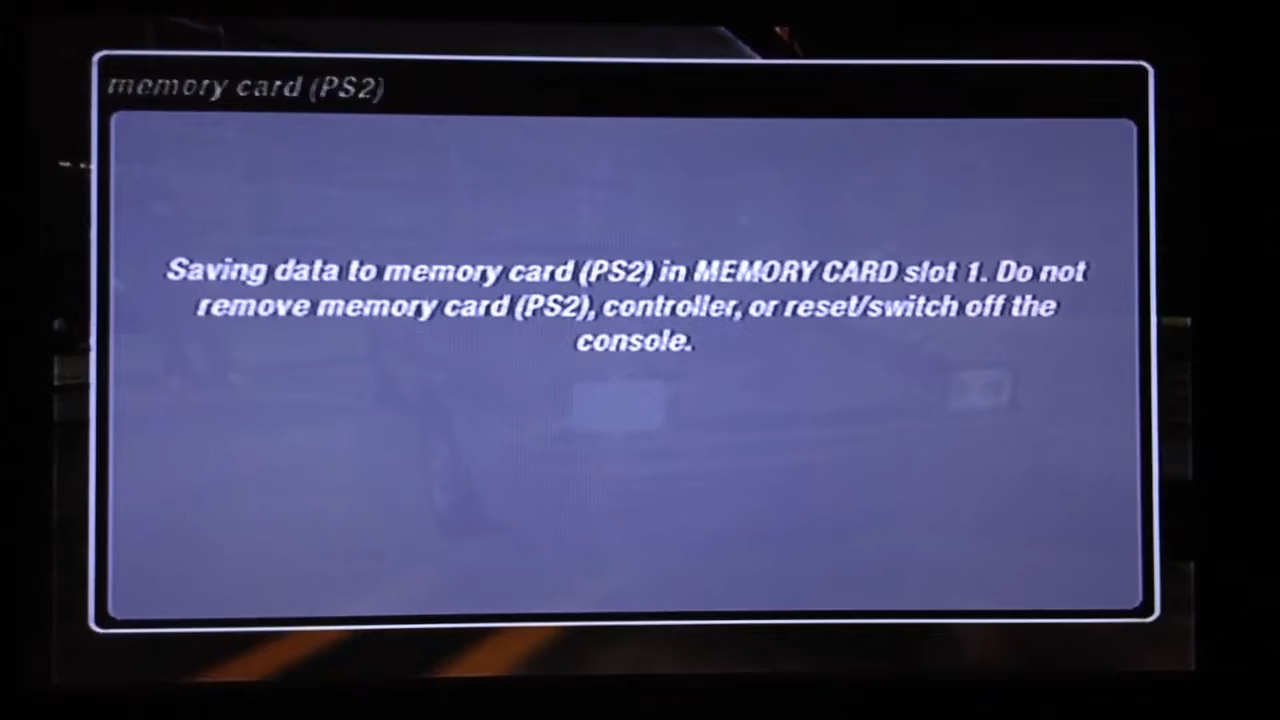 memory card (PS2)
Saving data to memory card (PS2) in MEMORY CARD slot 1. Do not
remove memory card (PS2), controller, or reset/switch off the
console.